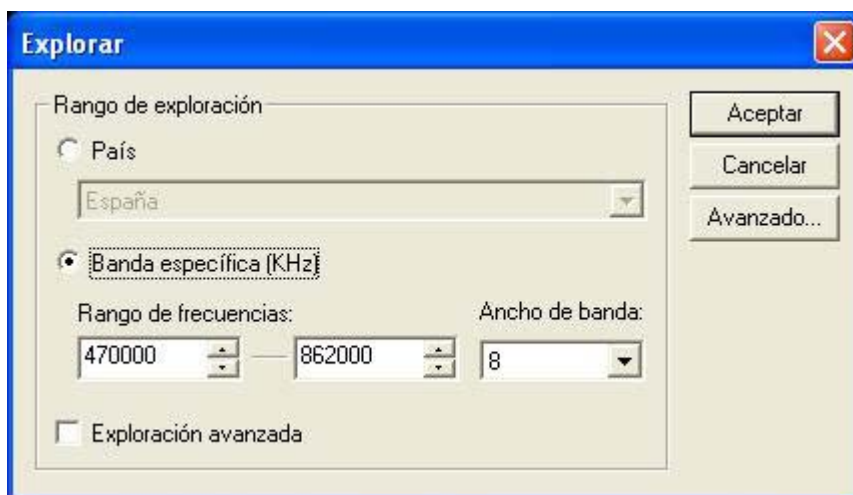 Explorar
Rango de exploración
País
España
Banda específica (KHz)
Rango de frecuencias:
Ancho de banda:
470000
862000
8
Exploración avanzada
Aceptar
Cancelar
Avanzado...